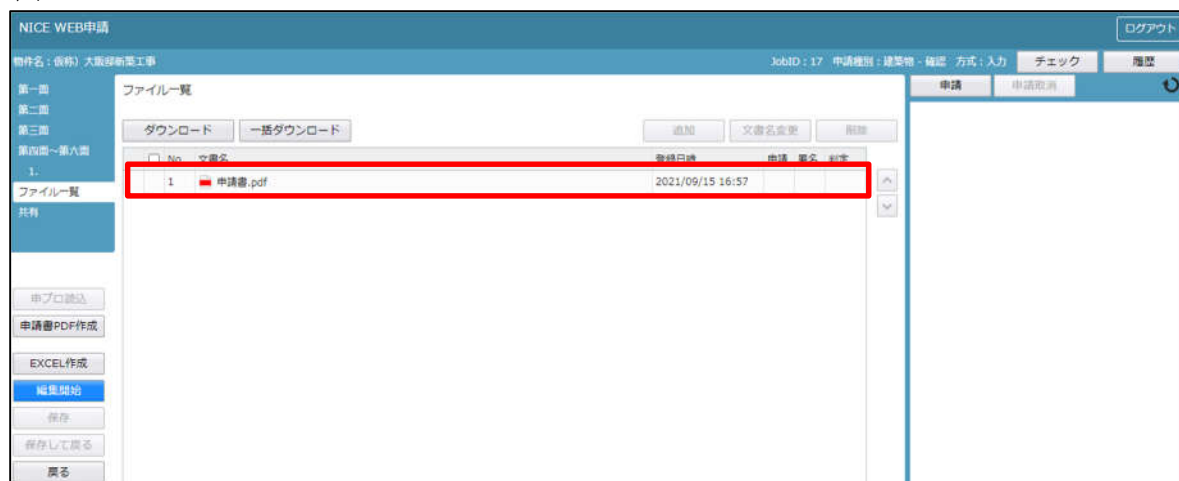 NICE WEB申請
ログアウト
物件名：仮称）大阪邸新築工事
JobID：17 申請種別：建築物 - 確認 方式：入力
チェック
履歴
第一面
第二面
第三面
第四面～第六面
1.
ファイル一覧
共有
ファイル一覧
ダウンロード
一括ダウンロード
追加
文書名変更
削除
申請
申請取消
No 文書名 登録日時 申請 署名 判定
1 申請書.pdf 2021/09/15 16:57
申プロ読込
申請書PDF作成
EXCEL作成
編集開始
保存
保存して戻る
戻る